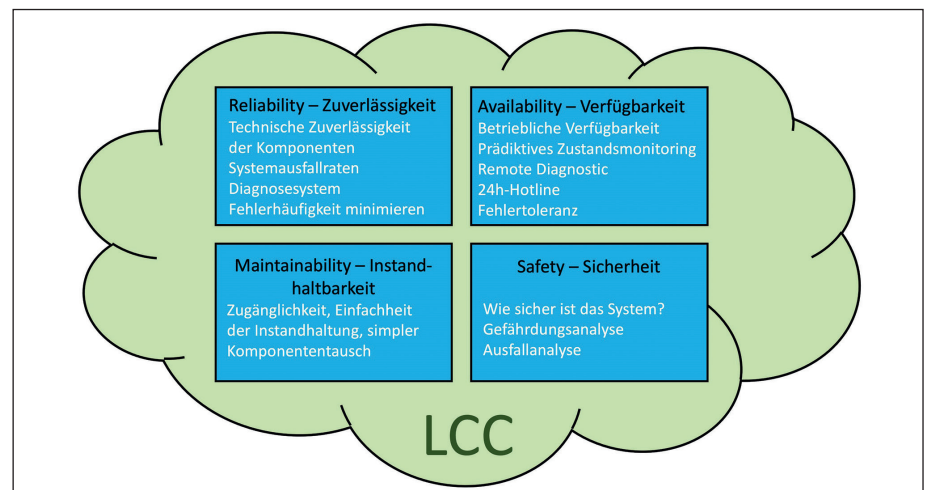 Reliability – Zuverlässigkeit
Technische Zuverlässigkeit
der Komponenten
Systemausfallraten
Diagnosesystem
Fehlerhäufigkeit minimieren
Availability – Verfügbarkeit
Betriebliche Verfügbarkeit
Prädiktives Zustandsmonitoring
Remote Diagnostic
24h-Hotline
Fehlertoleranz
Maintainability – Instand-
haltbarkeit
Zugänglichkeit, Einfachheit
der Instandhaltung, simpler
Komponententausch
Safety – Sicherheit
Wie sicher ist das System?
Gefährdungsanalyse
Ausfallanalyse
LCC